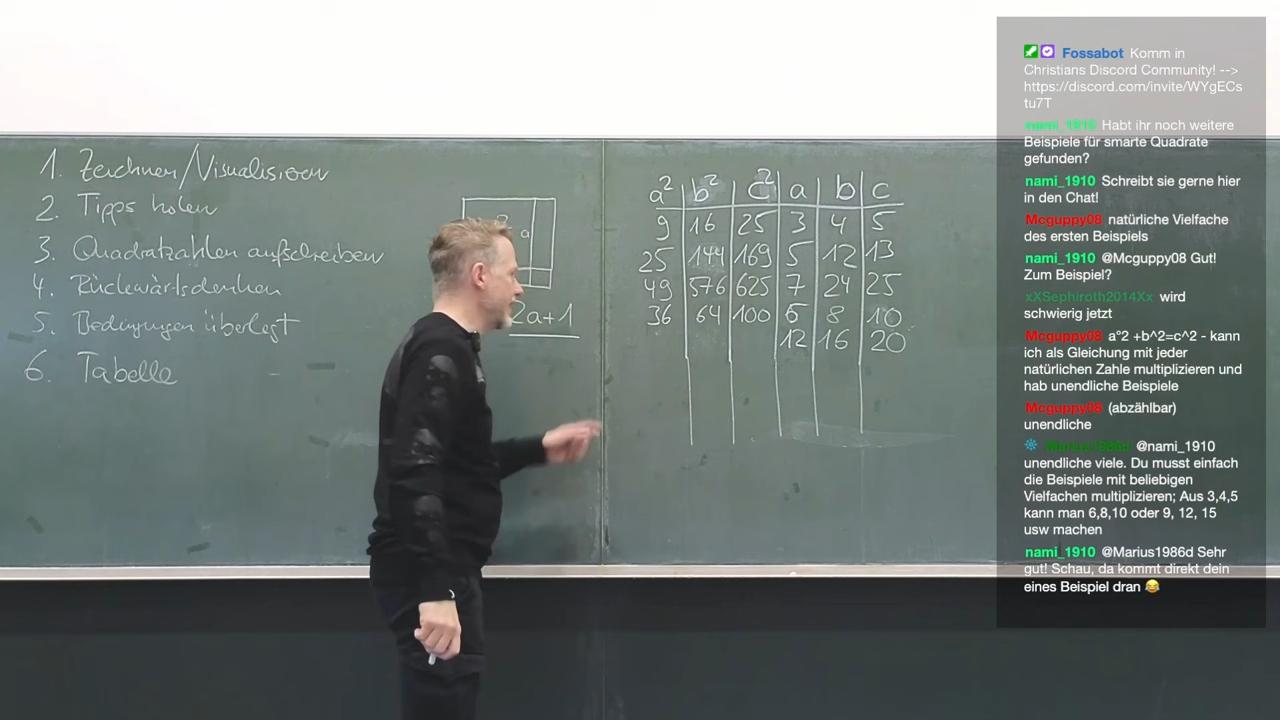 1. Zeichnen/Visualisieren
2. Tipps holen
3. Quadratzahlen aufschreiben
4. Rückwärtsdenken
5. Bedingungen überlegt
6. Tabelle
a
2a+1
a² b² c² a b c
9 16 25 3 4 5
25 144 169 5 12 13
49 576 625 7 24 25
36 64 100 6 8 10
12 16 20
Fossabot Komm in
Christians Discord Community! -->
https://discord.com/invite/WYgECs
tu7T
nami_1910 Habt ihr noch weitere
Beispiele für smarte Quadrate
gefunden?
nami_1910 Schreibt sie gerne hier
in den Chat!
Mcguppy08 natürliche Vielfache
des ersten Beispiels
nami_1910 @Mcguppy08 Gut!
Zum Beispiel?
xXSephiroth2014Xx wird
schwierig jetzt
Mcguppy08 a°2 +b^2=c^2 - kann
ich als Gleichung mit jeder
natürlichen Zahle multiplizieren und
hab unendliche Beispiele
Mcguppy08 (abzählbar)
unendliche
Marius1986d @nami_1910
unendliche viele. Du musst einfach
die Beispiele mit beliebigen
Vielfachen multiplizieren; Aus 3,4,5
kann man 6,8,10 oder 9, 12, 15
usw machen
nami_1910 @Marius1986d Sehr
gut! Schau, da kommt direkt dein
eines Beispiel dran 😂